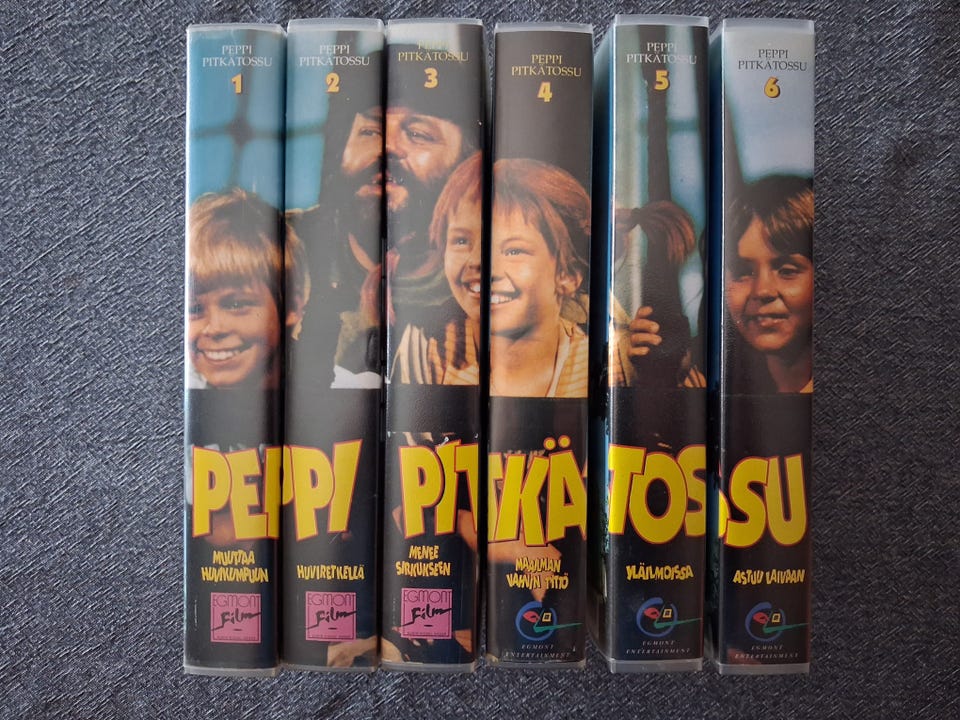 PEPPI
PITKÄTOSSU
1
PEPPI
PITKÄTOSSU
2
PEPPI
PITKÄTOSSU
3
PEPPI
PITKÄTOSSU
4
PEPPI
PITKÄTOSSU
5
PEPPI
PITKÄTOSSU
6
PEPPI PITKÄTOSSU
MUUTTAA
HUVIKUMPUUN
EGMONT
Film
HUVIRETKELLÄ
EGMONT
Film
MENEE
SIRKUKSEEN
EGMONT
Film
MAAILMAN
VAHVIN TYTTÖ
EGMONT
ENTERTAINMENT
YLÄILMOISSA
EGMONT
ENTERTAINMENT
ASTUU LAIVAAN
EGMONT
ENTERTAINMENT